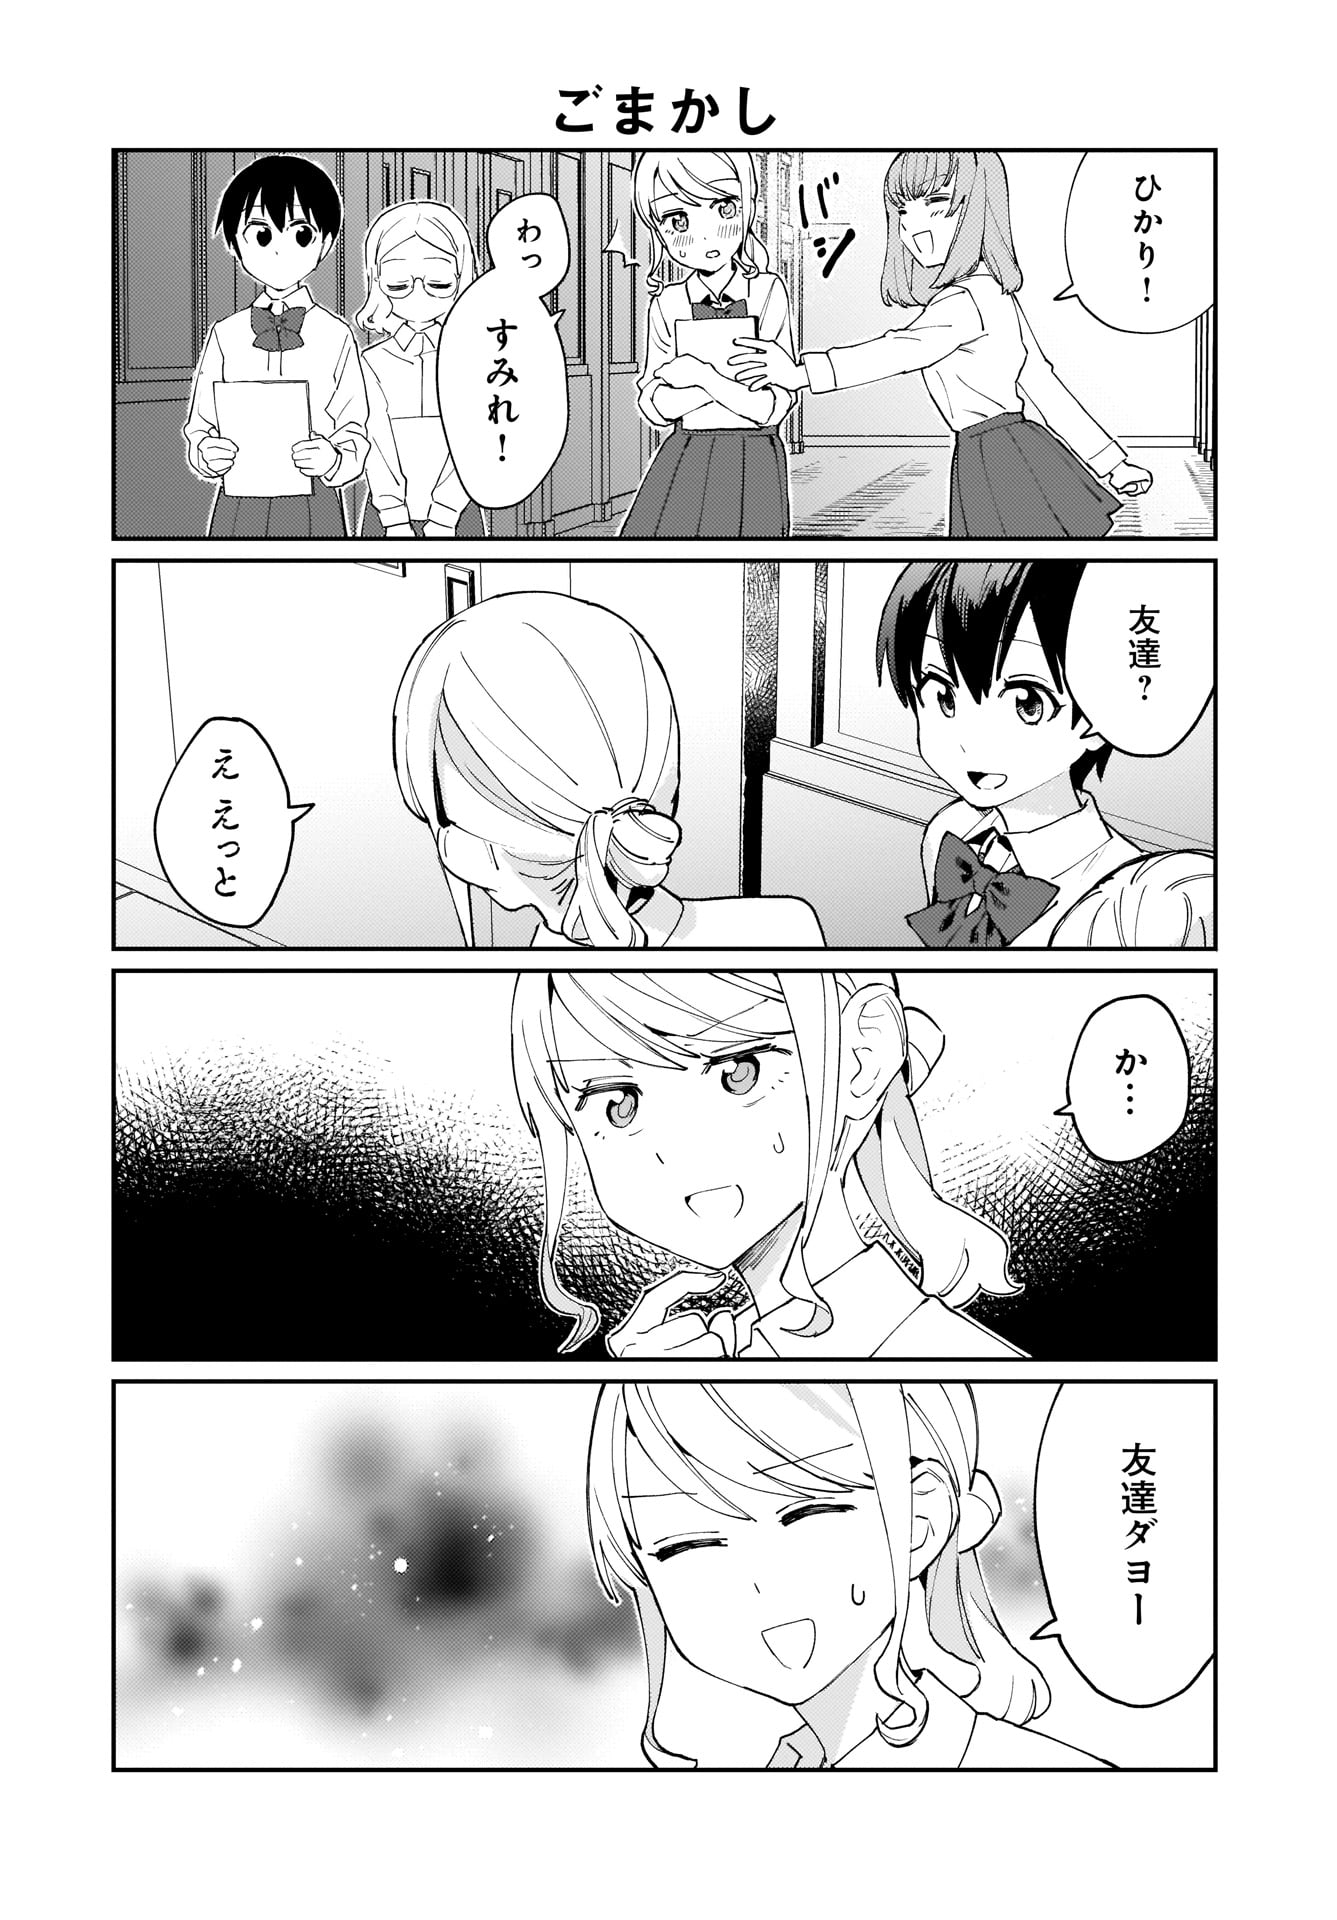 ごまかし
ひかり！
バシ
わっ
すみれ！
友達？
え えっと
か…
友達ダヨー